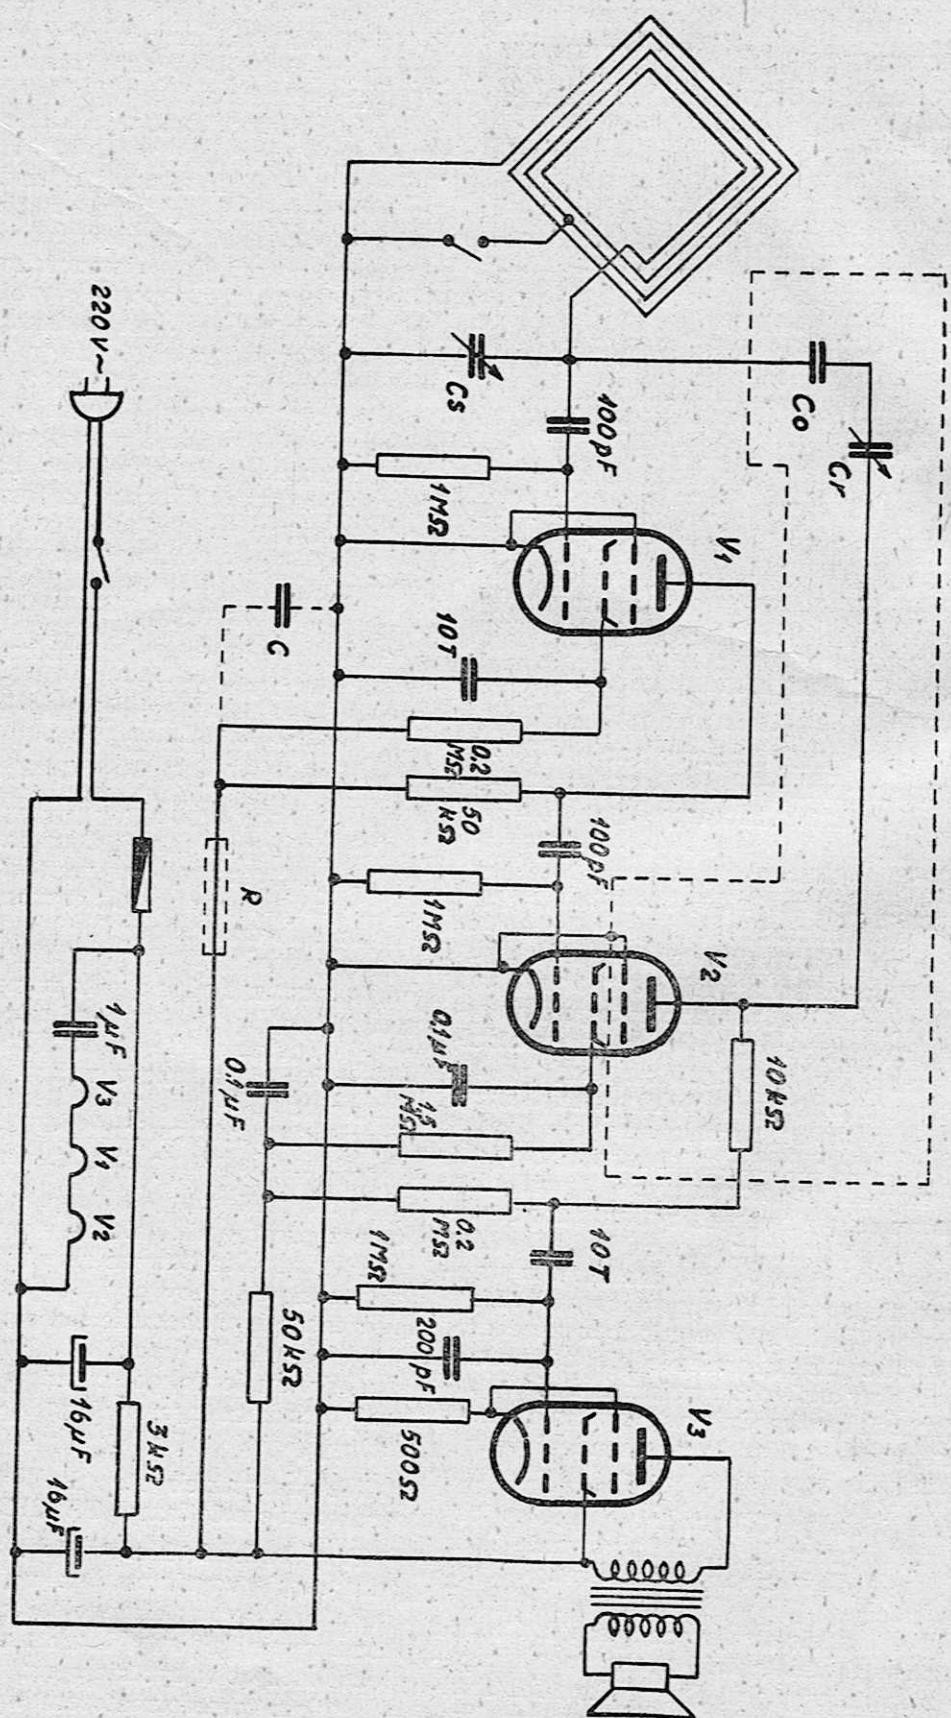 Co
Cr
Cs
100pF
1MΩ
V1
10T
0,2
MΩ
50
kΩ
C
R
100pF
1MΩ
V2
10kΩ
0,1µF
1,5
MΩ
0,1µF
0,2
MΩ
10T
1MΩ
200pF
500Ω
V3
50kΩ
220V~
1µF
V3
V1
V2
16µF
3kΩ
16µF